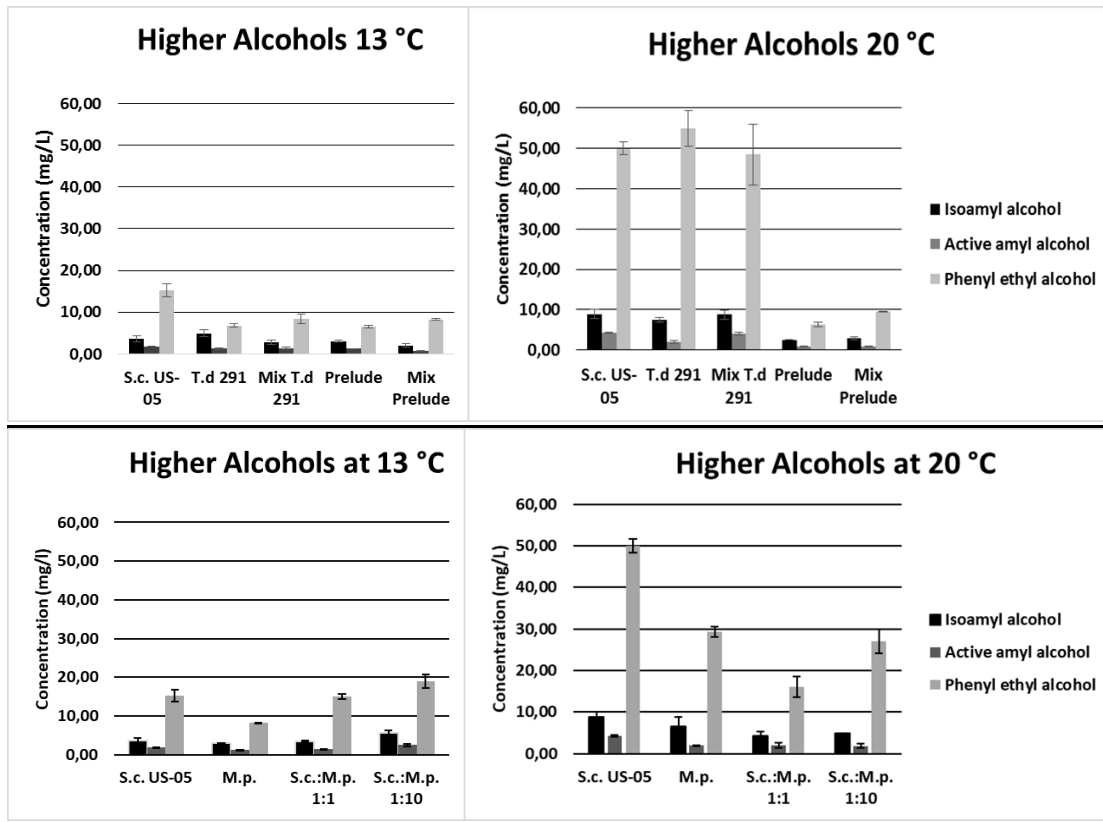 Higher Alcohols 13 °C
Concentration (mg/L)
60,00
50,00
40,00
30,00
20,00
10,00
0,00
S.c. US-
05
T.d 291
Mix T.d
291
Prelude
Mix
Prelude
Higher Alcohols 20 °C
Concentration (mg/L)
60,00
50,00
40,00
30,00
20,00
10,00
0,00
S.c. US-
05
T.d 291
Mix T.d
291
Prelude
Mix
Prelude
Isoamyl alcohol
Active amyl alcohol
Phenyl ethyl alcohol
Higher Alcohols at 13 °C
Concentration (mg/l)
60,00
50,00
40,00
30,00
20,00
10,00
0,00
S.c. US-05
M.p.
S.c.:M.p.
1:1
S.c.:M.p.
1:10
Higher Alcohols at 20 °C
Concentration (mg/L)
60,00
50,00
40,00
30,00
20,00
10,00
0,00
S.c. US-05
M.p.
S.c.:M.p.
1:1
S.c.:M.p.
1:10
Isoamyl alcohol
Active amyl alcohol
Phenyl ethyl alcohol